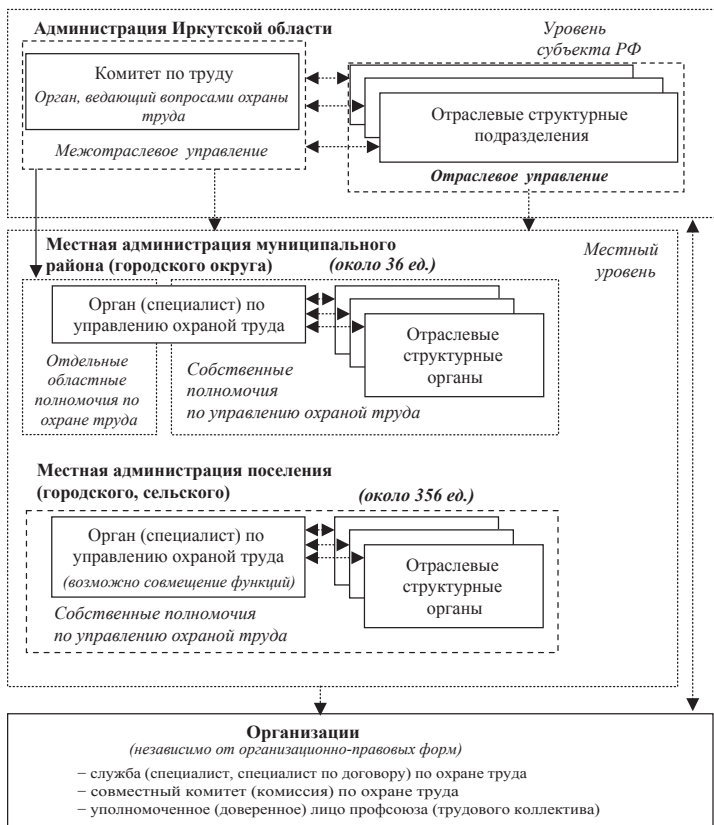 Администрация Иркутской области
Уровень
субъекта РФ
Комитет по труду
Орган, ведающий вопросами охраны
труда
Межотраслевое управление
Отраслевые структурные
подразделения
Отраслевое управление
Местная администрация муниципального
района (городского округа)
(около 36 ед.)
Местный
уровень
Орган (специалист) по
управлению охраной труда
Отраслевые
структурные
органы
Отдельные
областные
полномочия по
охране труда
Собственные
полномочия
по управлению охраной труда
Местная администрация поселения
(городского, сельского)
(около 356 ед.)
Орган (специалист) по
управлению охраной труда
(возможно совмещение функций)
Отраслевые
структурные
органы
Собственные полномочия
по управлению охраной труда
Организации
(независимо от организационно-правовых форм)
– служба (специалист, специалист по договору) по охране труда
– совместный комитет (комиссия) по охране труда
– уполномоченное (доверенное) лицо профсоюза (трудового коллектива)